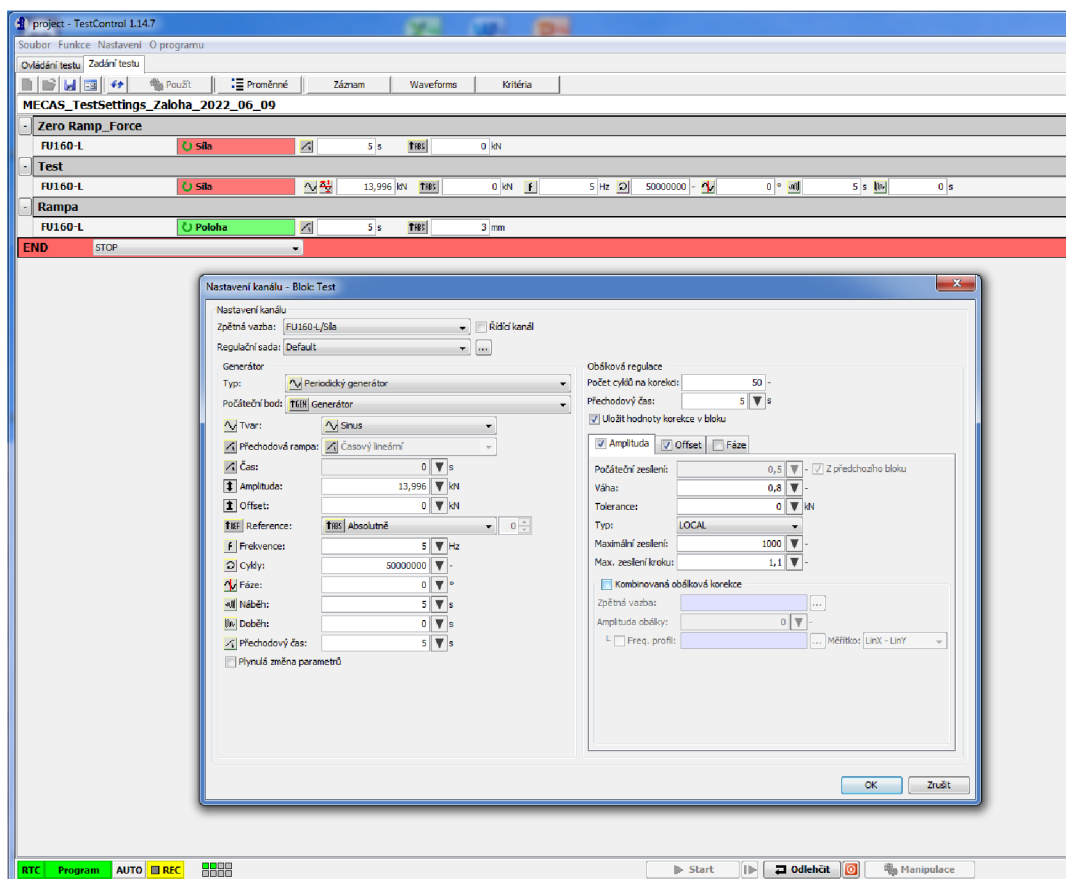 project - TestControl 1.14.7
Soubor Funkce Nastavení O programu
Ovládání testu Zadání testu
Použít Proměnné Záznam Waveforms Kritéria
MECAS_TestSettings_Zaloha_2022_06_09
- Zero Ramp_Force
FU160-L Síla 5 s ABS 0 kN
- Test
FU160-L Síla 13,996 kN ABS 0 kN f 5 Hz 50000000 - 0 ° 5 s 0 s
- Rampa
FU160-L Poloha 5 s ABS 3 mm
END STOP
Nastavení kanálu - Blok: Test
Nastavení kanálu
Zpětná vazba: FU160-L/Síla Řídící kanál
Regulační sada: Default ...
Generátor
Typ: Periodický generátor
Počáteční bod: GEN Generátor
Tvar: Sinus
Přechodová rampa: Časový lineární
Čas: 0 s
Amplituda: 13,996 kN
Offset: 0 kN
REF Reference: ABS Absolutně 0
f Frekvence: 5 Hz
Cykly: 50000000 -
Fáze: 0 °
Náběh: 5 s
Doběh: 0 s
Přechodový čas: 5 s
Plynulá změna parametrů
Obálková regulace
Počet cyklů na korekci: 50 -
Přechodový čas: 5 s
Uložit hodnoty korekce v bloku
Amplituda Offset Fáze
Počáteční zesílení: 0,5 - Z předchozího bloku
Váha: 0,8 -
Tolerance: 0 kN
Typ: LOCAL
Maximální zesílení: 1000 -
Max. zesílení kroku: 1,1 -
Kombinovaná obálková korekce
Zpětná vazba: ...
Amplituda obálky: 0 -
Freq. profil: ... Měřítko: LinX - LinY
OK Zrušit
RTC Program AUTO REC Start Odlehčit Manipulace